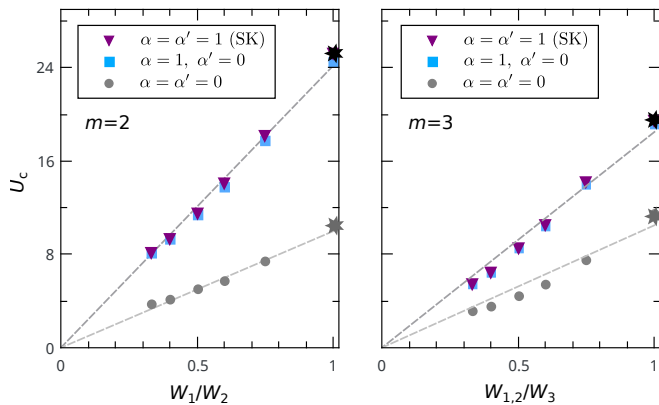 α = α′ = 1 (SK)
α = 1, α′ = 0
α = α′ = 0
m=2
U_c
24
16
8
0
0
0.5
1
W_1/W_2
α = α′ = 1 (SK)
α = 1, α′ = 0
α = α′ = 0
m=3
0
0.5
1
W_{1,2}/W_3